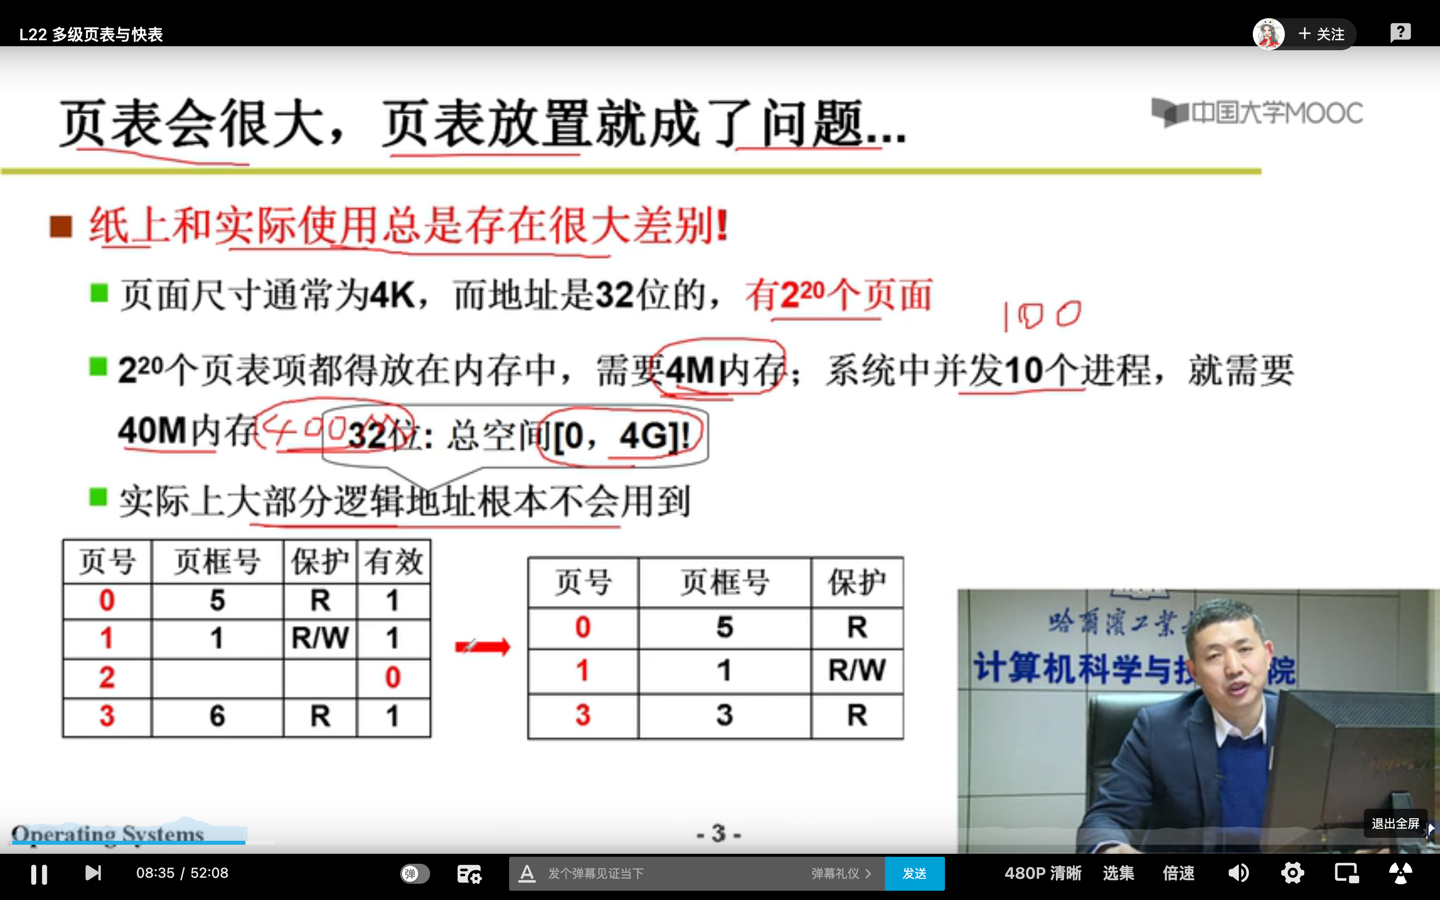 L22 多级页表与快表
+ 关注
页表会很大，页表放置就成了问题...
中国大学MOOC
纸上和实际使用总是存在很大差别!
页面尺寸通常为4K，而地址是32位的，有2²⁰个页面
100
2²⁰个页表项都得放在内存中，需要4M内存；系统中并发10个进程，就需要
40M内存(400M)
32位: 总空间[0，4G]!
实际上大部分逻辑地址根本不会用到
页号 页框号 保护 有效
0 5 R 1
1 1 R/W 1
2 0
3 6 R 1
页号 页框号 保护
0 5 R
1 1 R/W
3 3 R
哈尔滨工业
计算机科学与技 院
Operating Systems
- 3 -
退出全屏
08:35 / 52:08
弹
发个弹幕见证当下
弹幕礼仪 >
发送
480P 清晰
选集
倍速